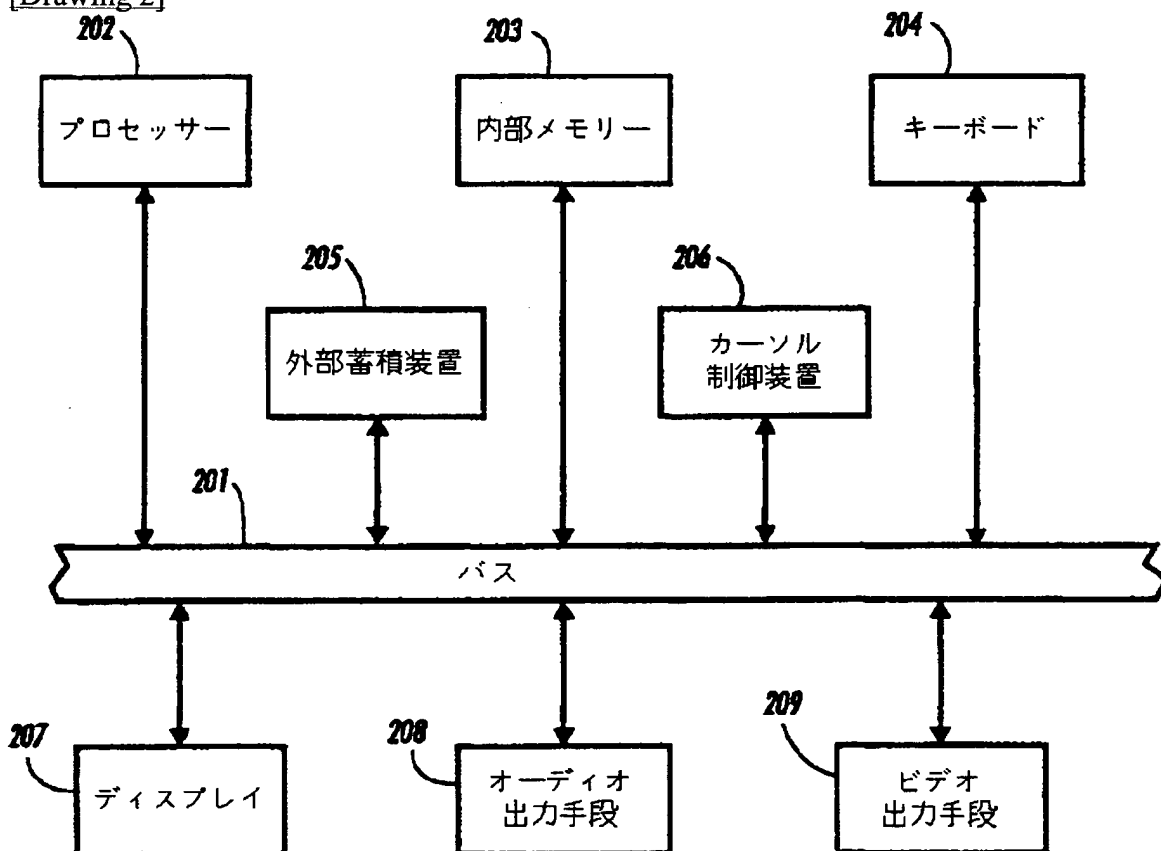 [Drawing 2]
202
203
204
プロセッサー
内部メモリー
キーボード
205
206
外部蓄積装置
カーソル
制御装置
201
バス
207
208
209
ディスプレイ
オーディオ
出力手段
ビデオ
出力手段